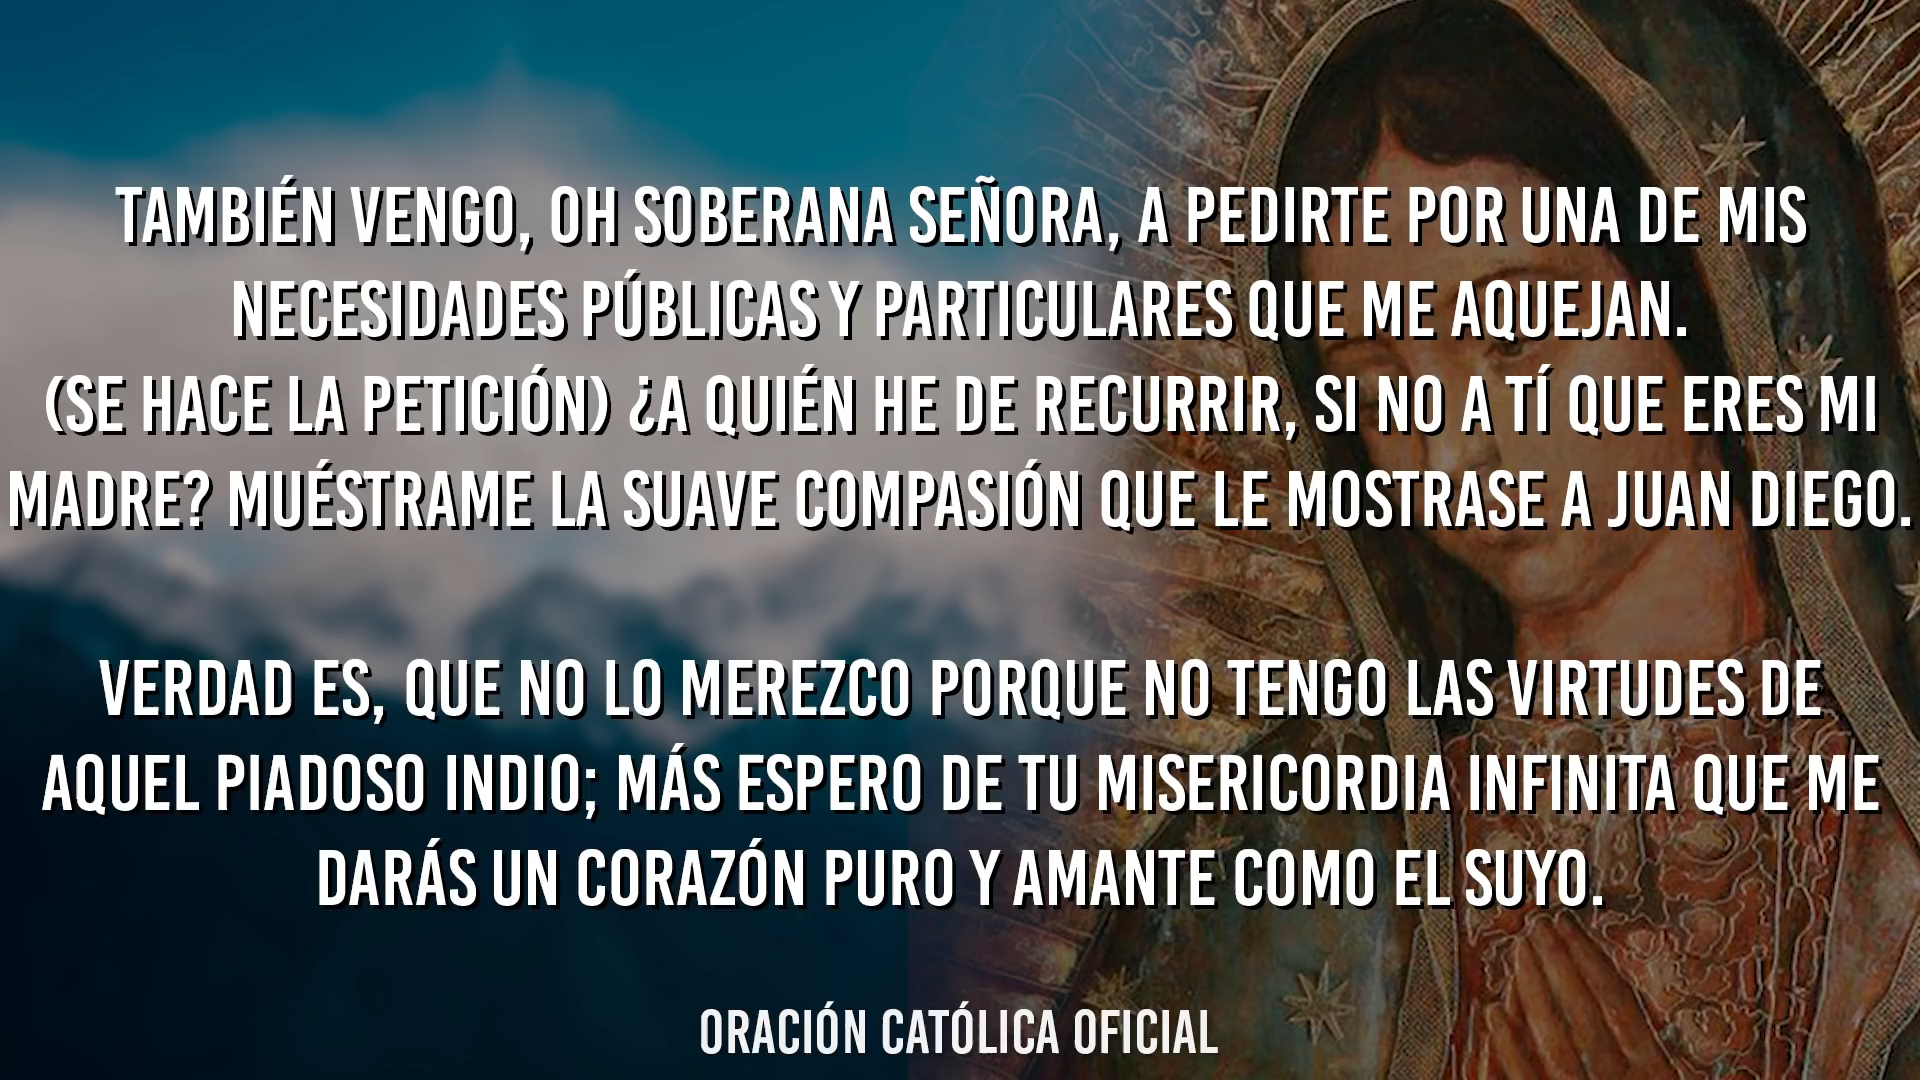 TAMBIÉN VENGO, OH SOBERANA SEÑORA, A PEDIRTE POR UNA DE MIS
NECESIDADES PÚBLICAS Y PARTICULARES QUE ME AQUEJAN.
(SE HACE LA PETICIÓN) ¿A QUIÉN HE DE RECURRIR, SI NO A TÍ QUE ERES MI
MADRE? MUÉSTRAME LA SUAVE COMPASIÓN QUE LE MOSTRASE A JUAN DIEGO.
VERDAD ES, QUE NO LO MEREZCO PORQUE NO TENGO LAS VIRTUDES DE
AQUEL PIADOSO INDIO; MÁS ESPERO DE TU MISERICORDIA INFINITA QUE ME
DARÁS UN CORAZÓN PURO Y AMANTE COMO EL SUYO.
ORACIÓN CATÓLICA OFICIAL